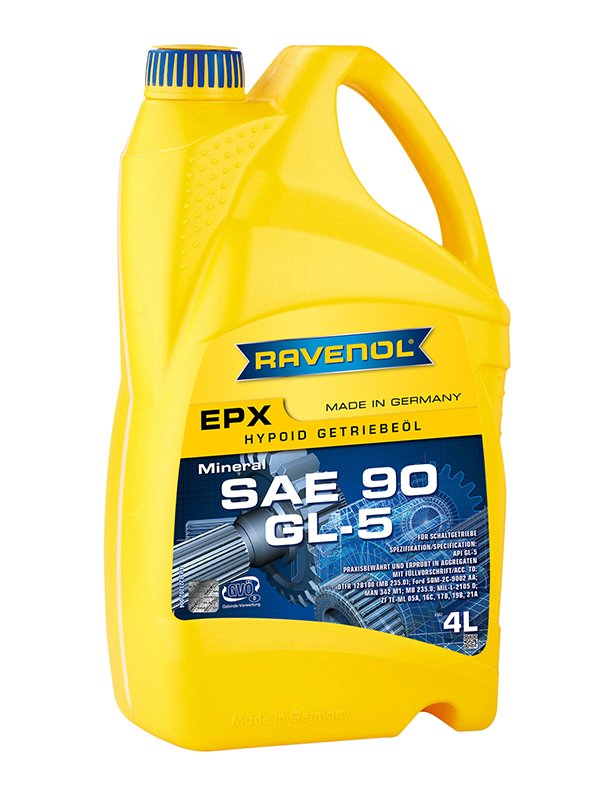 RAVENOL
EPX
MADE IN GERMANY
HYPOID GETRIEBEÖL
Mineral
SAE 90
GL-5
FÜR SCHALTGETRIEBE
SPEZIFIKATION/SPECIFICATION:
API GL-5
PRAXISBEWÄHRT UND ERPROBT IN AGGREGATEN
MIT FÜLLVORSCHRIFT/ACC. TO:
DTFR 12B100 (MB 235.0); Ford SQM-2C-9002 AA;
MAN 342 M1; MB 235.0; MIL-L-2105 D;
ZF TE-ML 05A, 16C, 17B, 19B, 21A
GVÖ
Gebinde-Verwertung
4L
Made in Germany